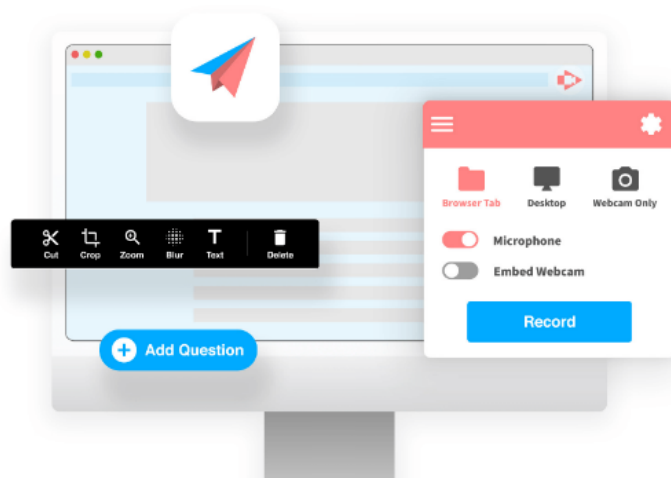 Browser Tab
Desktop
Webcam Only
Cut
Crop
Zoom
Blur
Text
Delete
Microphone
Embed Webcam
Record
Add Question